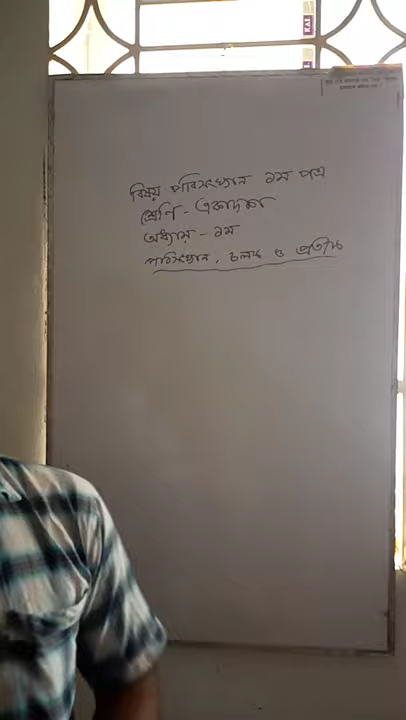 বিষয় পরিসংখ্যান ১ম পত্র
শ্রেণি - একাদশ
অধ্যায় - ১ম
পরিসংখ্যান, চলক ও প্রতীক